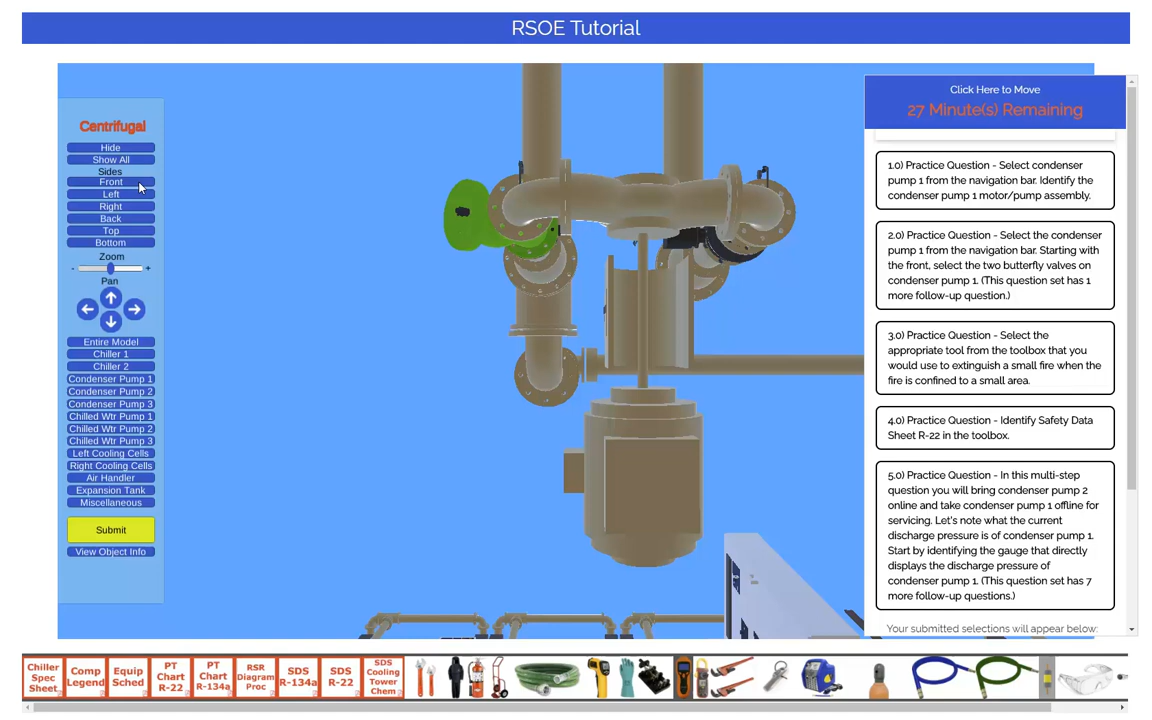 RSOE Tutorial
Centrifugal
Hide
Show All
Sides
Front
Left
Right
Back
Top
Bottom
Zoom
- +
Pan
Entire Model
Chiller 1
Chiller 2
Condenser Pump 1
Condenser Pump 2
Condenser Pump 3
Chilled Wtr Pump 1
Chilled Wtr Pump 2
Chilled Wtr Pump 3
Left Cooling Cells
Right Cooling Cells
Air Handler
Expansion Tank
Miscellaneous
Submit
View Object Info
Click Here to Move
27 Minute(s) Remaining
1.0) Practice Question - Select condenser
pump 1 from the navigation bar. Identify the
condenser pump 1 motor/pump assembly.
2.0) Practice Question - Select the condenser
pump 1 from the navigation bar. Starting with
the front, select the two butterfly valves on
condenser pump 1. (This question set has 1
more follow-up question.)
3.0) Practice Question - Select the
appropriate tool from the toolbox that you
would use to extinguish a small fire when the
fire is confined to a small area.
4.0) Practice Question - Identify Safety Data
Sheet R-22 in the toolbox.
5.0) Practice Question - In this multi-step
question you will bring condenser pump 2
online and take condenser pump 1 offline for
servicing. Let's note what the current
discharge pressure is of condenser pump 1.
Start by identifying the gauge that directly
displays the discharge pressure of
condenser pump 1. (This question set has 7
more follow-up questions.)
Your submitted selections will appear below:
Chiller
Spec
Sheet
Comp
Legend
Equip
Sched
PT
Chart
R-22
PT
Chart
R-134a
RSR
Diagram
Proc
SDS
R-134a
SDS
R-22
SDS
Cooling
Tower
Chem